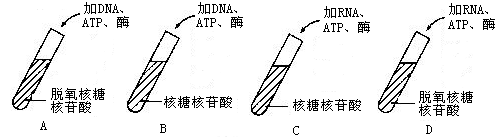 加DNA、
ATP、酶
脱氧核糖
核苷酸
A
加DNA、
ATP、酶
核糖核苷酸
B
加RNA、
ATP、酶
核糖核苷酸
C
加RNA、
ATP、酶
脱氧核糖
核苷酸
D